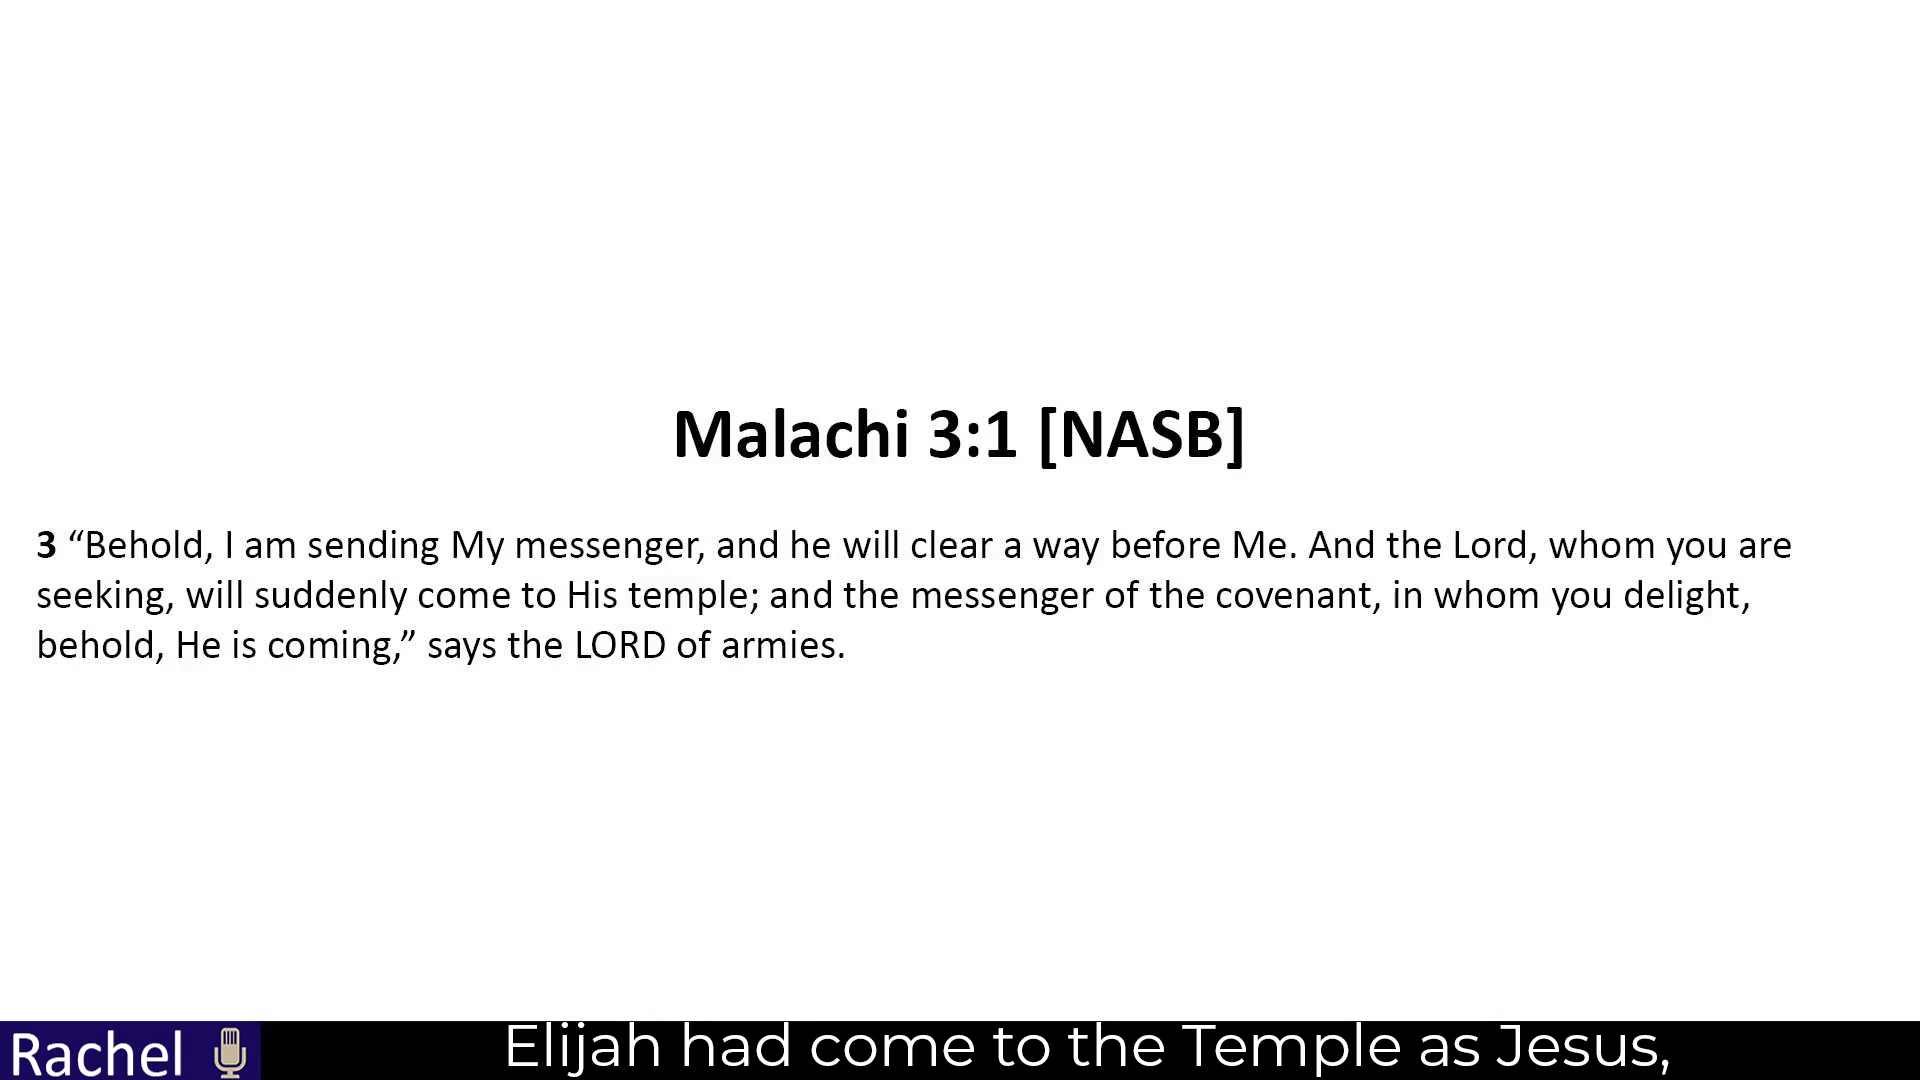 Malachi 3:1 [NASB]
3 “Behold, I am sending My messenger, and he will clear a way before Me. And the Lord, whom you are
seeking, will suddenly come to His temple; and the messenger of the covenant, in whom you delight,
behold, He is coming,” says the LORD of armies.
Rachel
Elijah had come to the Temple as Jesus,